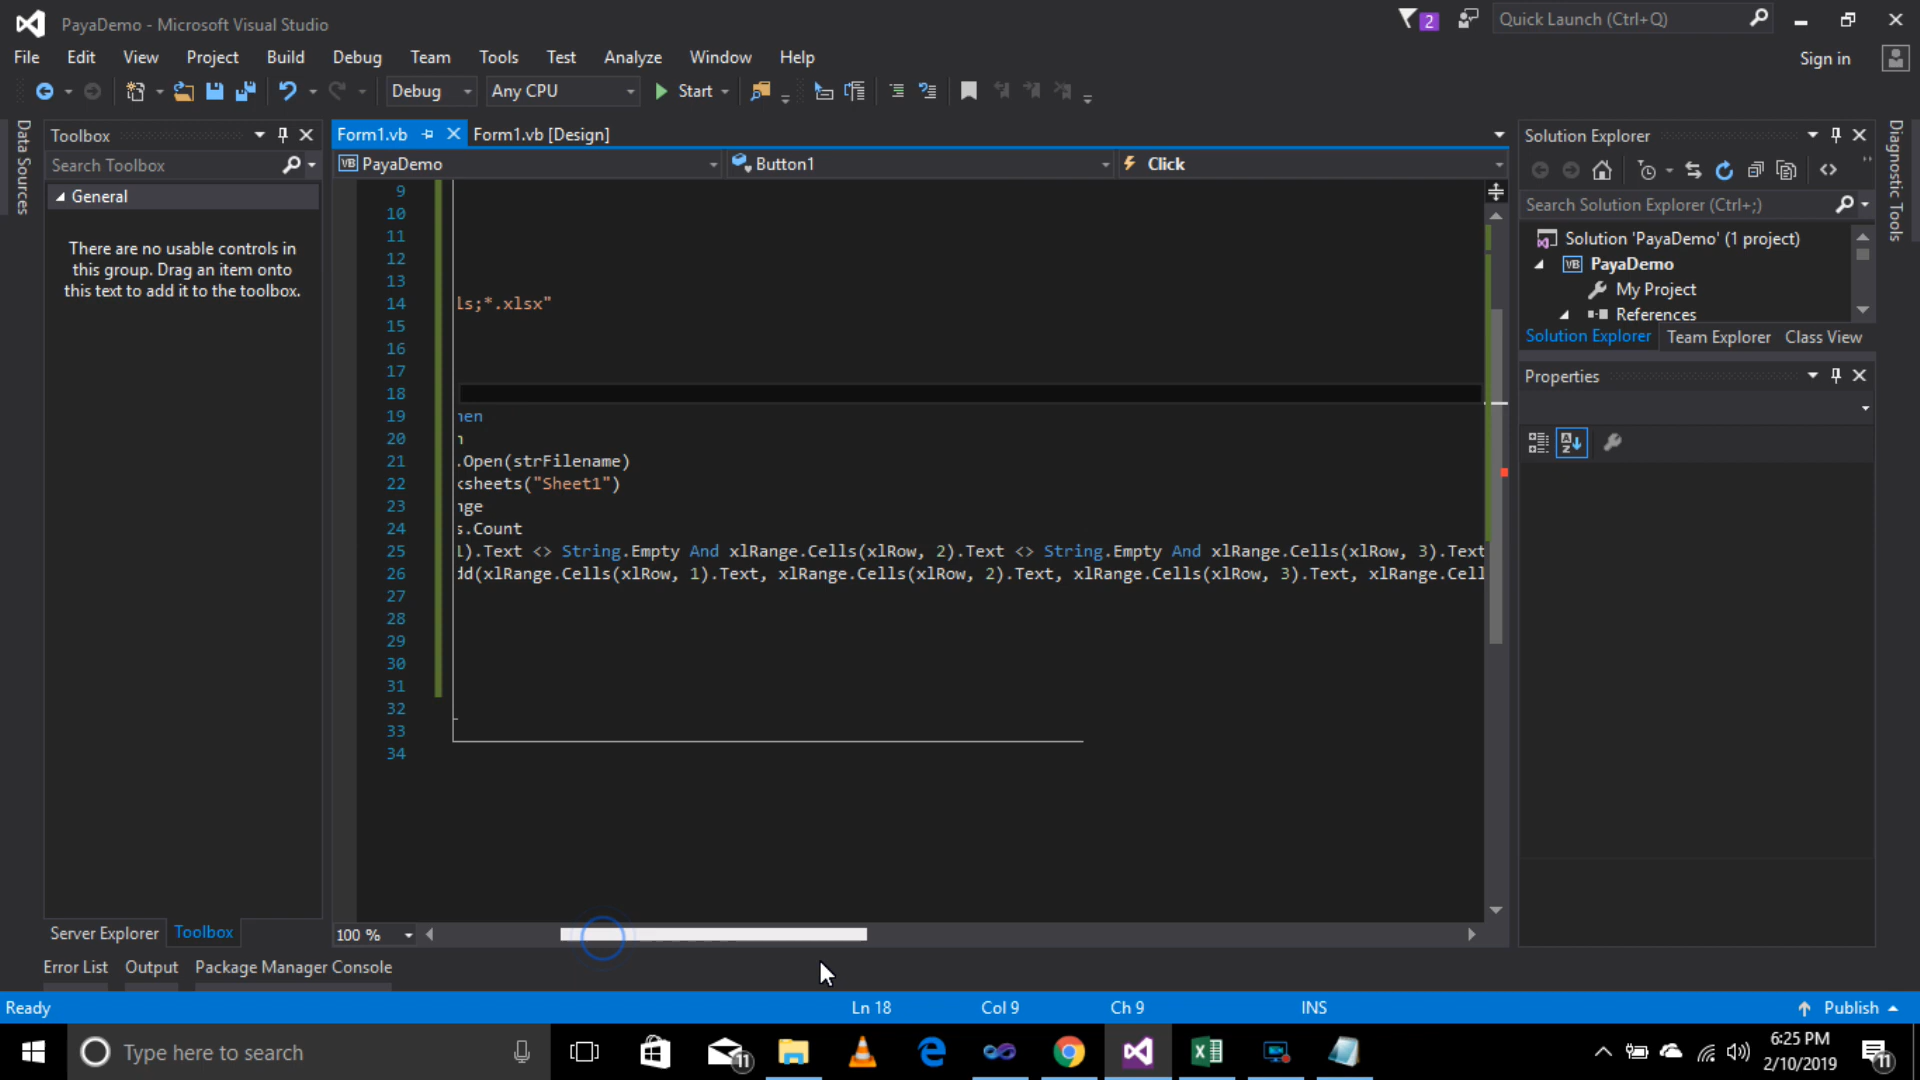 PayaDemo - Microsoft Visual Studio
2
Quick Launch (Ctrl+Q)
File Edit View Project Build Debug Team Tools Test Analyze Window Help
Sign in
Debug Any CPU Start
Data Sources
Toolbox
Search Toolbox
General
There are no usable controls in
this group. Drag an item onto
this text to add it to the toolbox.
Server Explorer Toolbox
Form1.vb Form1.vb [Design]
VB PayaDemo Button1 Click
9
10
11
12
13
14 ls;*.xlsx"
15
16
17
18
19 hen
20 n
21 .Open(strFilename)
22 ksheets("Sheet1")
23 nge
24 s.Count
25 1).Text <> String.Empty And xlRange.Cells(xlRow, 2).Text <> String.Empty And xlRange.Cells(xlRow, 3).Text
26 dd(xlRange.Cells(xlRow, 1).Text, xlRange.Cells(xlRow, 2).Text, xlRange.Cells(xlRow, 3).Text, xlRange.Cell
27
28
29
30
31
32
33
34
100 %
Solution Explorer
Search Solution Explorer (Ctrl+;)
Solution 'PayaDemo' (1 project)
VB PayaDemo
My Project
References
Solution Explorer Team Explorer Class View
Properties
Diagnostic Tools
Error List Output Package Manager Console
Ready Ln 18 Col 9 Ch 9 INS Publish
Type here to search
11
6:25 PM
2/10/2019
11